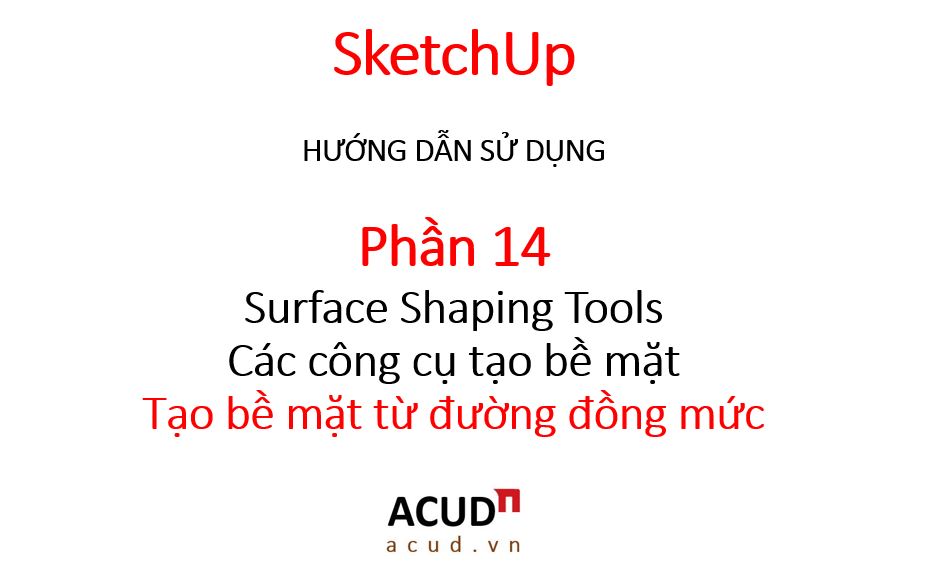 SketchUp
HƯỚNG DẪN SỬ DỤNG
Phần 14
Surface Shaping Tools
Các công cụ tạo bề mặt
Tạo bề mặt từ đường đồng mức
ACUD
acud.vn